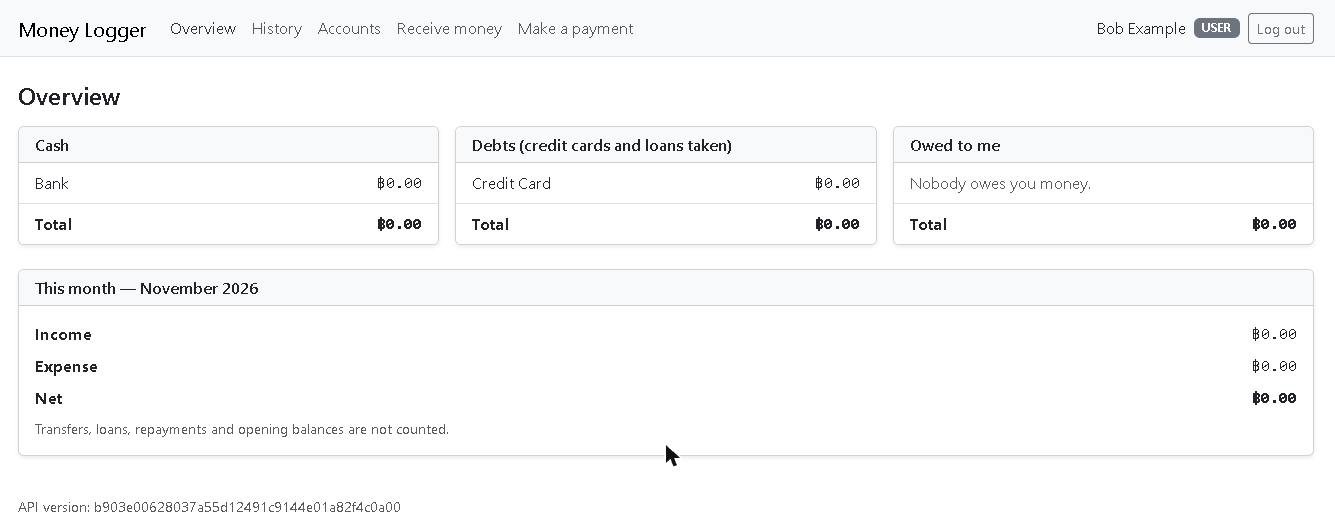 Money Logger Overview History Accounts Receive money Make a payment Bob Example USER Log out
Overview
Cash
Bank ฿0.00
Total ฿0.00
Debts (credit cards and loans taken)
Credit Card ฿0.00
Total ฿0.00
Owed to me
Nobody owes you money.
Total ฿0.00
This month — November 2026
Income ฿0.00
Expense ฿0.00
Net ฿0.00
Transfers, loans, repayments and opening balances are not counted.
API version: b903e00628037a55d12491c9144e01a82f4c0a00